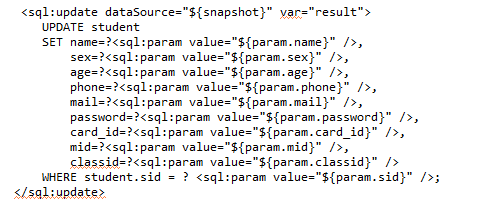 <sql:update dataSource="${snapshot}" var="result">
UPDATE student
SET name=?<sql:param value="${param.name}" />,
sex=?<sql:param value="${param.sex}" />,
age=?<sql:param value="${param.age}" />,
phone=?<sql:param value="${param.phone}" />,
mail=?<sql:param value="${param.mail}" />,
password=?<sql:param value="${param.password}" />,
card_id=?<sql:param value="${param.card_id}" />,
mid=?<sql:param value="${param.mid}" />,
classid=?<sql:param value="${param.classid}" />
WHERE student.sid = ? <sql:param value="${param.sid}" />;
</sql:update>